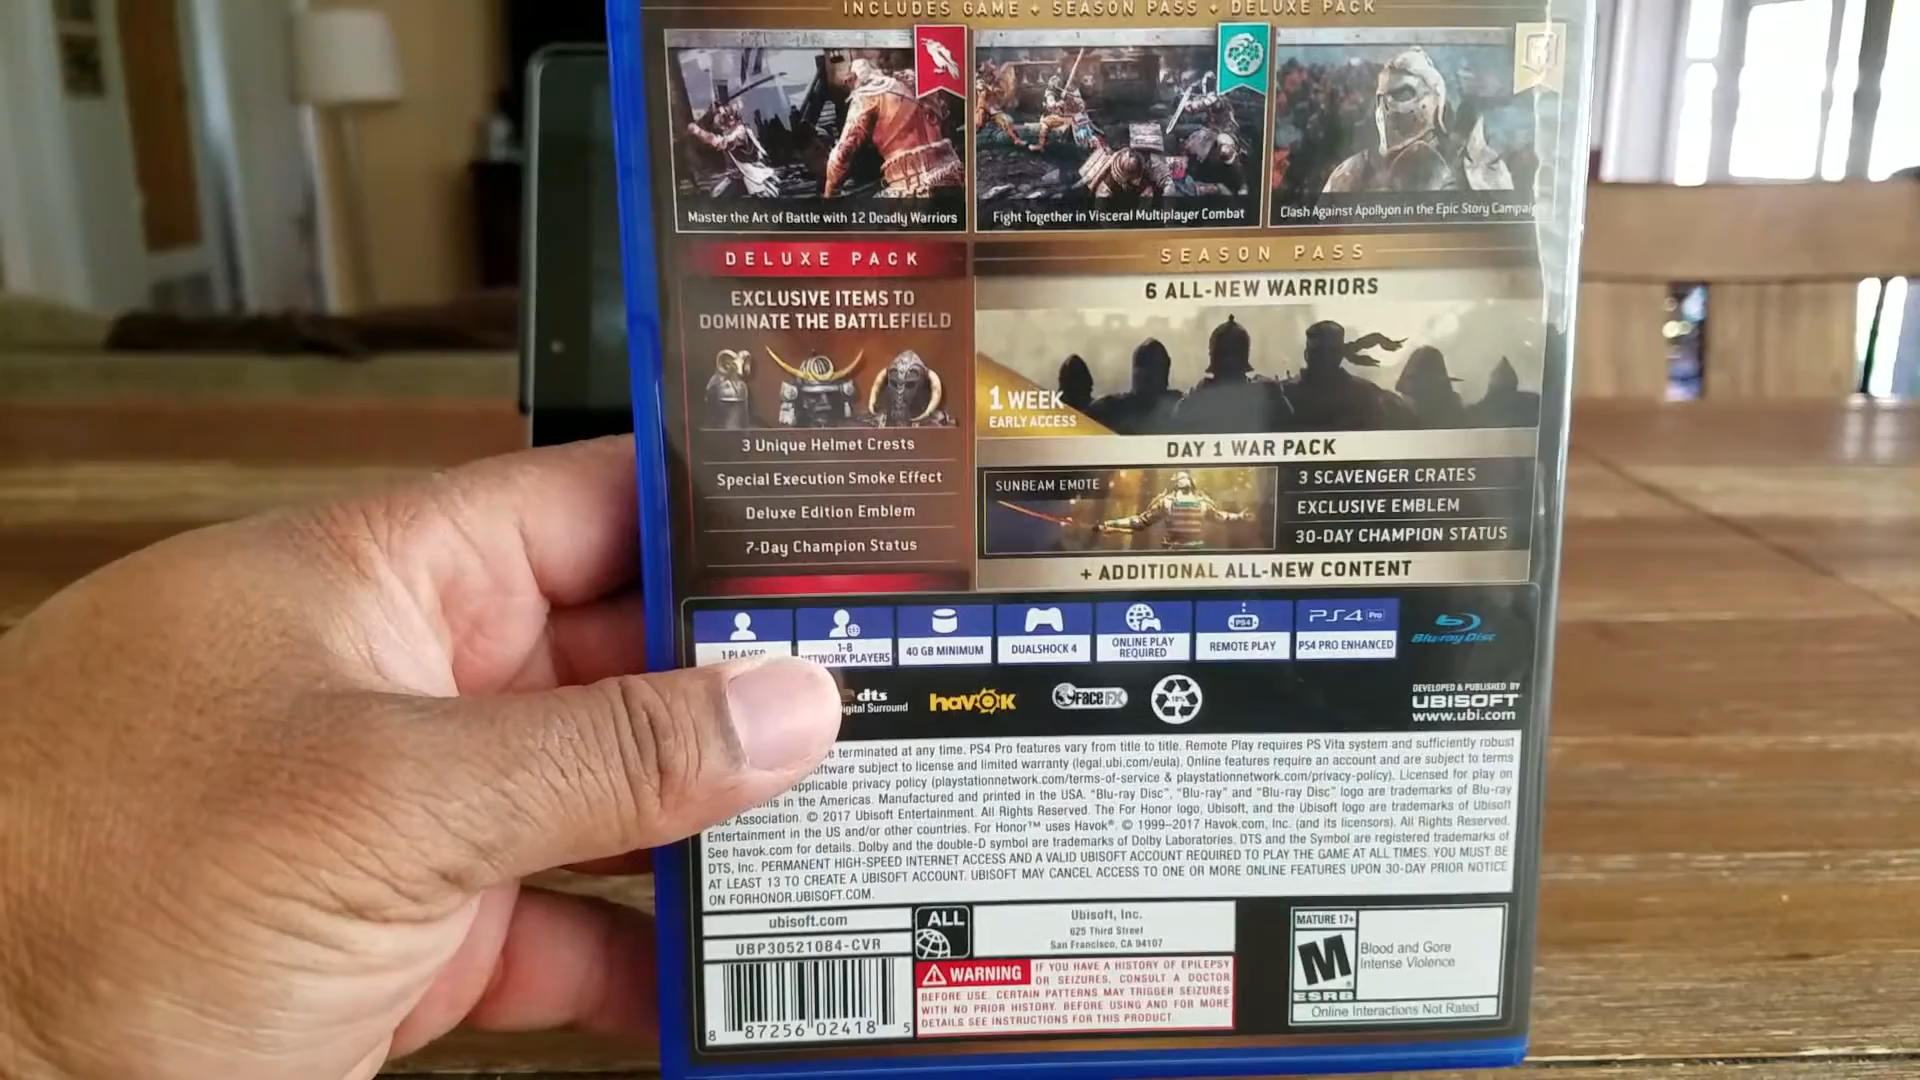 INCLUDES GAME + SEASON PASS + DELUXE PACK
Master the Art of Battle with 12 Deadly Warriors
Fight Together in Visceral Multiplayer Combat
Clash Against Apollyon in the Epic Story Campaign
DELUXE PACK
EXCLUSIVE ITEMS TO
DOMINATE THE BATTLEFIELD
3 Unique Helmet Crests
Special Execution Smoke Effect
Deluxe Edition Emblem
7-Day Champion Status
SEASON PASS
6 ALL-NEW WARRIORS
1 WEEK
EARLY ACCESS
DAY 1 WAR PACK
SUNBEAM EMOTE
3 SCAVENGER CRATES
EXCLUSIVE EMBLEM
30-DAY CHAMPION STATUS
+ ADDITIONAL ALL-NEW CONTENT
1 PLAYER
1-8
NETWORK PLAYERS
40 GB MINIMUM
DUALSHOCK 4
ONLINE PLAY
REQUIRED
PS4
REMOTE PLAY
PS4 Pro
PS4 PRO ENHANCED
Blu-ray Disc
dts
Digital Surround
havok
FaceFX
DEVELOPED & PUBLISHED BY
UBISOFT
www.ubi.com
be terminated at any time. PS4 Pro features vary from title to title. Remote Play requires PS Vita system and sufficiently robust
Software subject to license and limited warranty (legal.ubi.com/eula). Online features require an account and are subject to terms
applicable privacy policy (playstationnetwork.com/terms-of-service & playstationnetwork.com/privacy-policy). Licensed for play on
in the Americas. Manufactured and printed in the USA. "Blu-ray Disc", "Blu-ray" and "Blu-ray Disc" logo are trademarks of Blu-ray
Disc Association. © 2017 Ubisoft Entertainment. All Rights Reserved. The For Honor logo, Ubisoft, and the Ubisoft logo are trademarks of Ubisoft
Entertainment in the US and/or other countries. For Honor™ uses Havok®. © 1999–2017 Havok.com, Inc. (and its licensors). All Rights Reserved.
See havok.com for details. Dolby and the double-D symbol are trademarks of Dolby Laboratories. DTS and the Symbol are registered trademarks of
DTS, Inc. PERMANENT HIGH-SPEED INTERNET ACCESS AND A VALID UBISOFT ACCOUNT REQUIRED TO PLAY THE GAME AT ALL TIMES. YOU MUST BE
AT LEAST 13 TO CREATE A UBISOFT ACCOUNT. UBISOFT MAY CANCEL ACCESS TO ONE OR MORE ONLINE FEATURES UPON 30-DAY PRIOR NOTICE
ON FORHONOR.UBISOFT.COM.
ubisoft.com
UBP30521084-CVR
8 87256 02418 5
ALL
Ubisoft, Inc.
625 Third Street
San Francisco, CA 94107
WARNING IF YOU HAVE A HISTORY OF EPILEPSY
OR SEIZURES, CONSULT A DOCTOR
BEFORE USE. CERTAIN PATTERNS MAY TRIGGER SEIZURES
WITH NO PRIOR HISTORY. BEFORE USING AND FOR MORE
DETAILS SEE INSTRUCTIONS FOR THIS PRODUCT.
MATURE 17+
M
ESRB
Blood and Gore
Intense Violence
Online Interactions Not Rated